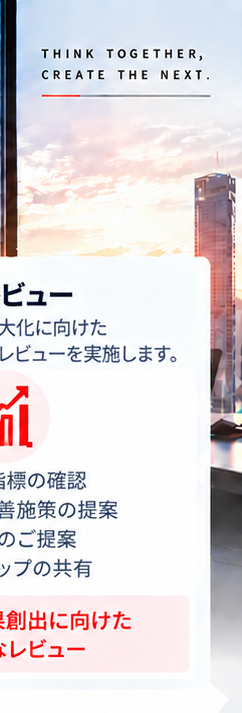 THINK TOGETHER,
CREATE THE NEXT.
ビュー
大化に向けた
レビューを実施します。
指標の確認
善施策の提案
のご提案
ップの共有
果創出に向けた
なレビュー